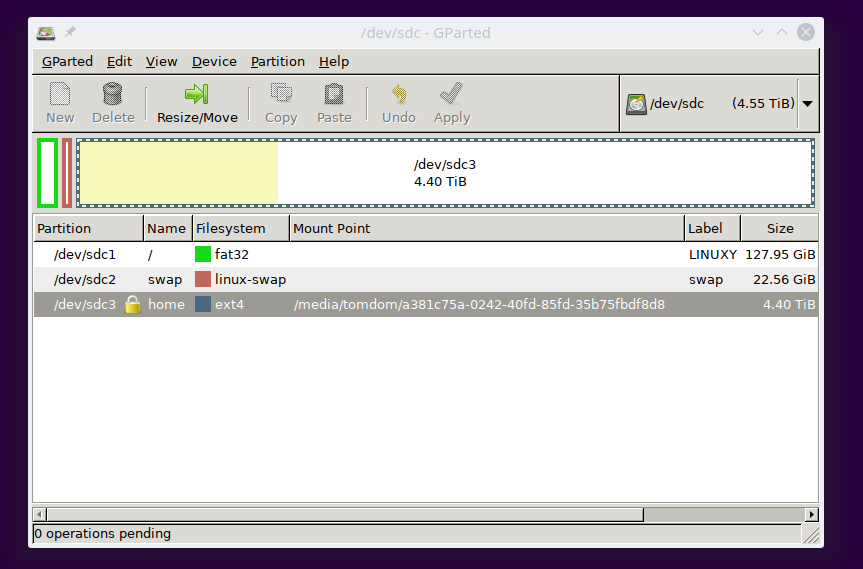 /dev/sdc - GParted
GParted Edit View Device Partition Help
New Delete Resize/Move Copy Paste Undo Apply /dev/sdc (4.55 TiB)
/dev/sdc3
4.40 TiB
Partition Name Filesystem Mount Point Label Size
/dev/sdc1 / fat32 LINUXY 127.95 GiB
/dev/sdc2 swap linux-swap swap 22.56 GiB
/dev/sdc3 home ext4 /media/tomdom/a381c75a-0242-40fd-85fd-35b75fbdf8d8 4.40 TiB
0 operations pending